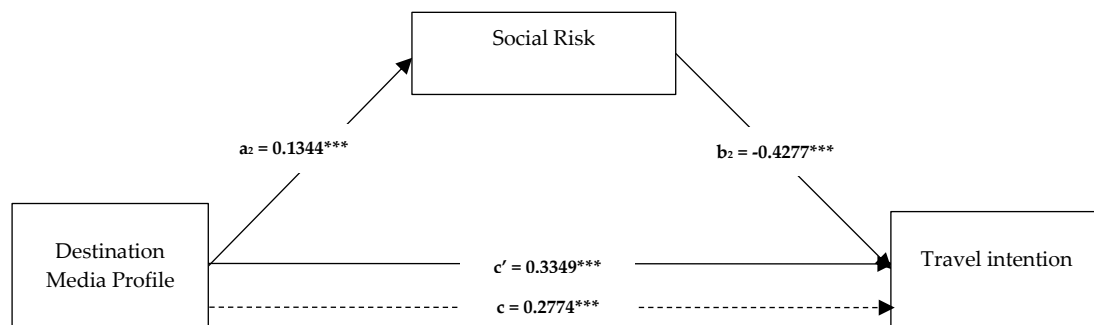 Social Risk
a₂ = 0.1344***
b₂ = -0.4277***
Destination
Media Profile
c’ = 0.3349***
Travel intention
c = 0.2774***